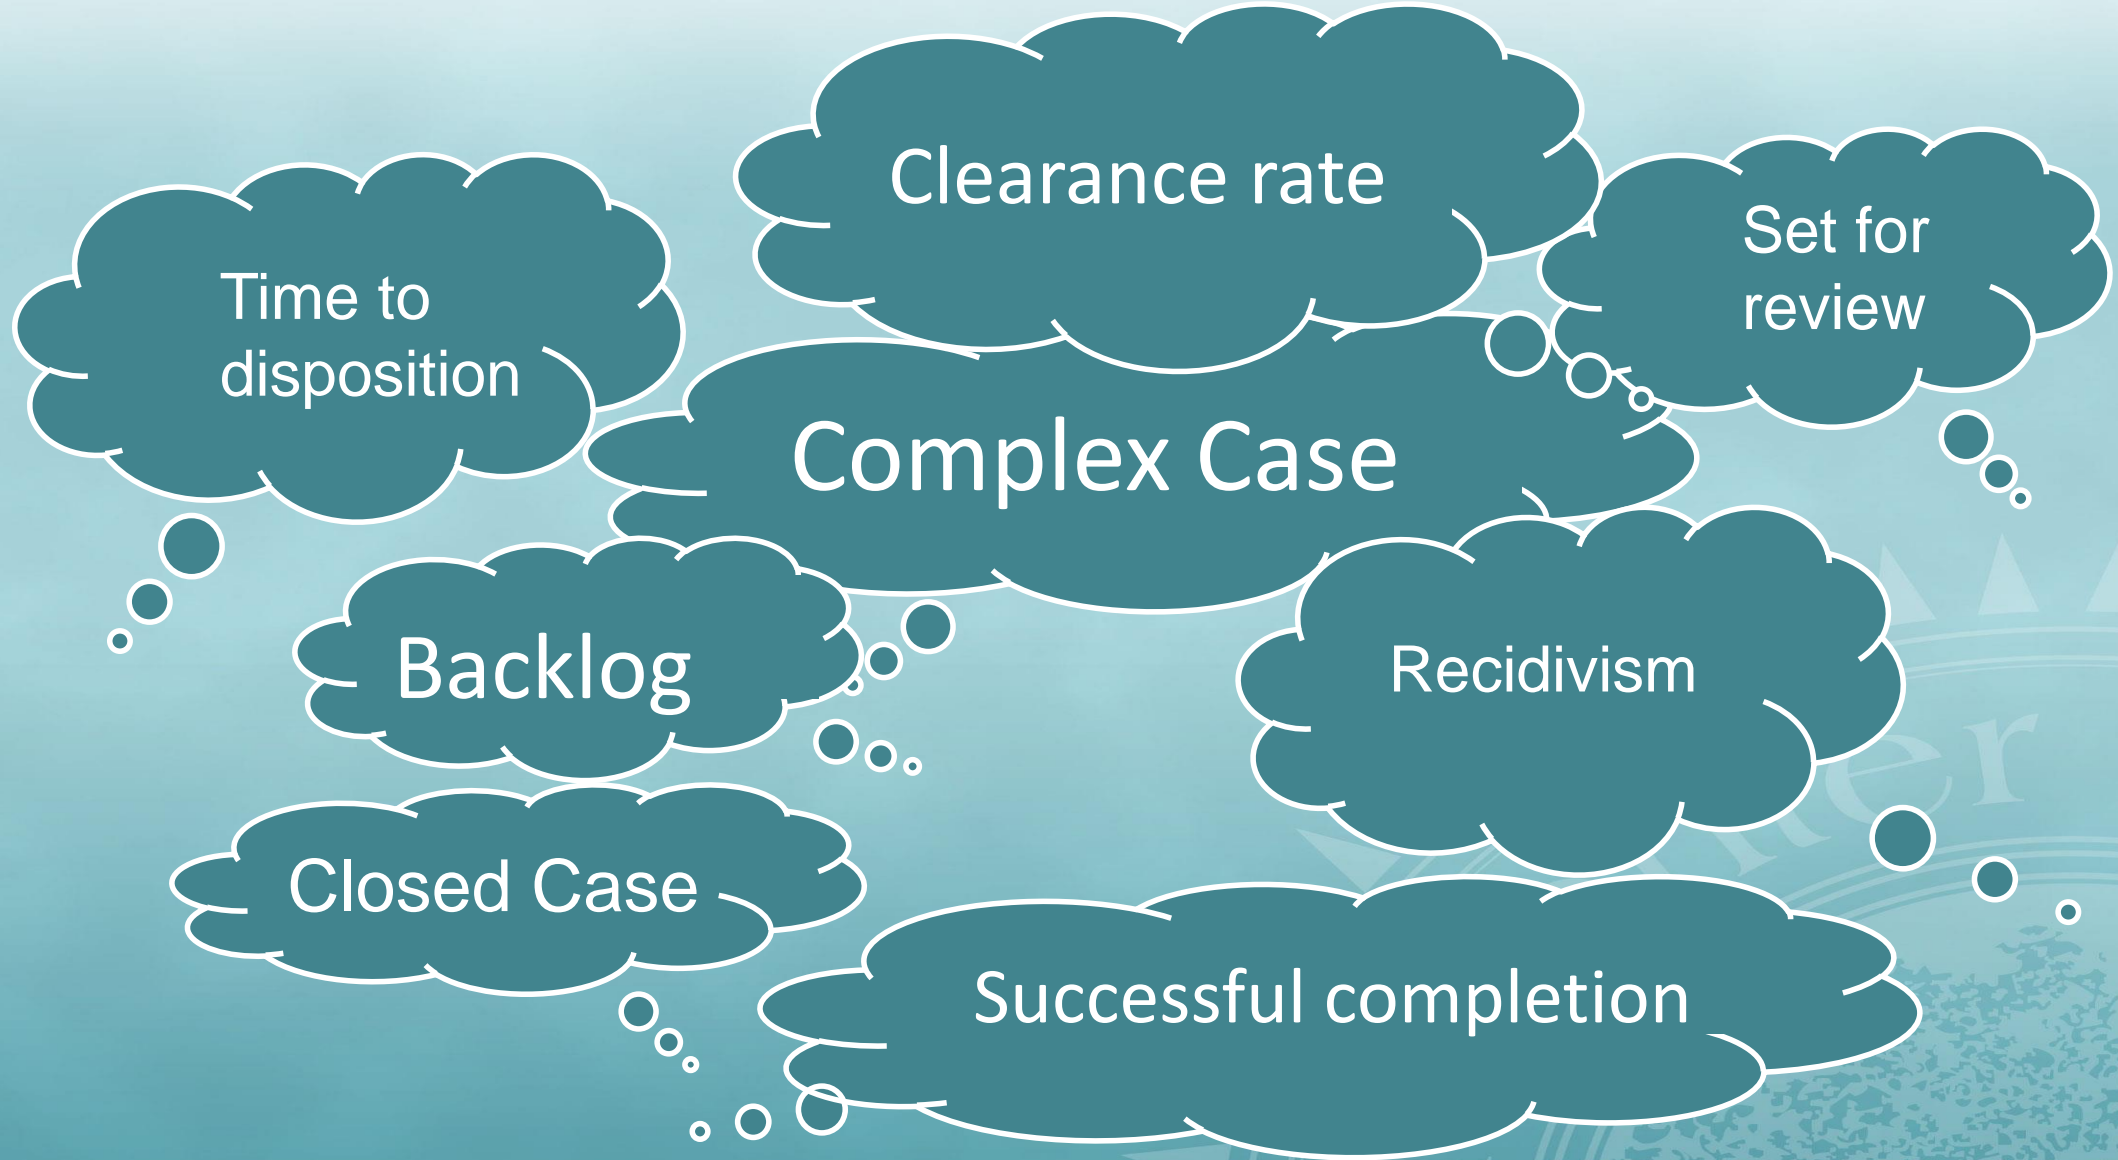 Clearance rate
Set for
review
Time to
disposition
Complex Case
Backlog
Recidivism
Closed Case
Successful completion